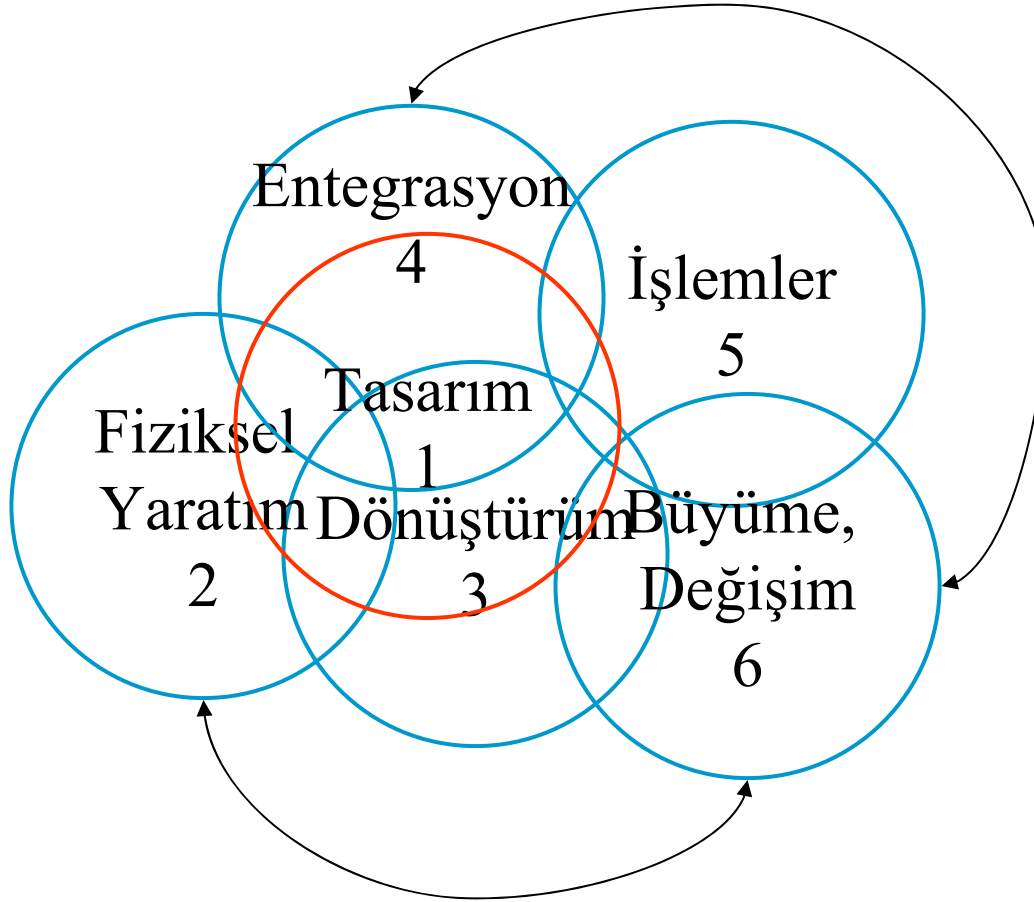 Entegrasyon
4
İşlemler
5
Tasarım
1
Fiziksel
Yaratım
2
Dönüştürüm
3
Büyüme,
Değişim
6